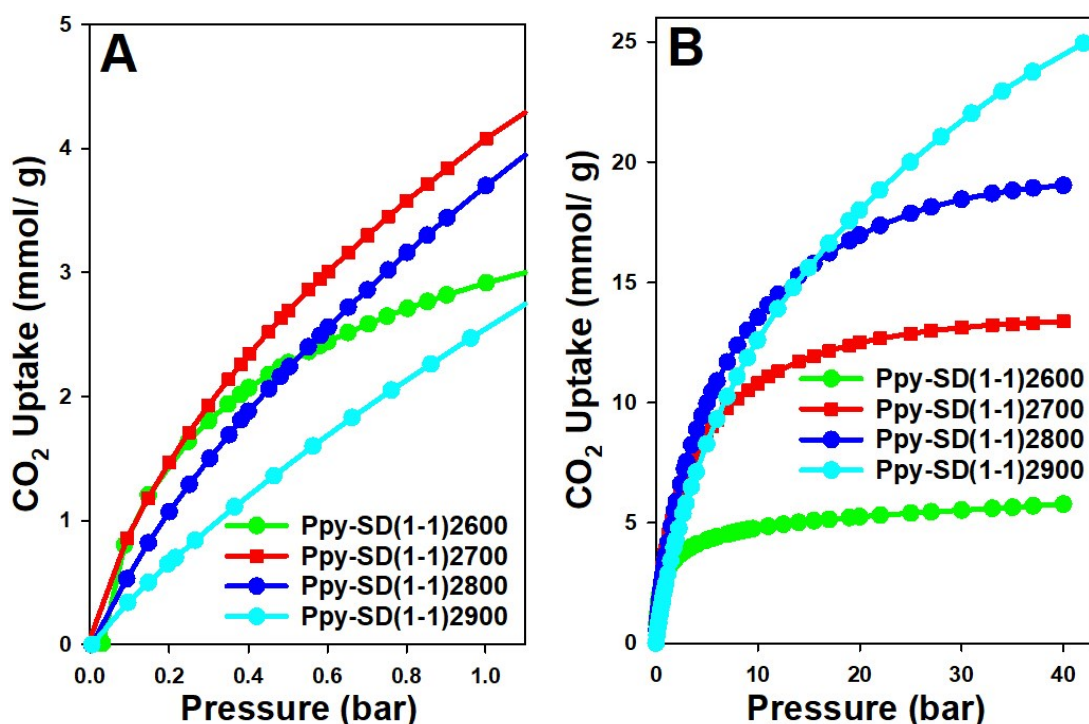 A
CO2 Uptake (mmol/ g)
5
4
3
2
1
0
0.0 0.2 0.4 0.6 0.8 1.0
Pressure (bar)
Ppy-SD(1-1)2600
Ppy-SD(1-1)2700
Ppy-SD(1-1)2800
Ppy-SD(1-1)2900
B
CO2 Uptake (mmol/ g)
25
20
15
10
5
0
0 10 20 30 40
Pressure (bar)
Ppy-SD(1-1)2600
Ppy-SD(1-1)2700
Ppy-SD(1-1)2800
Ppy-SD(1-1)2900